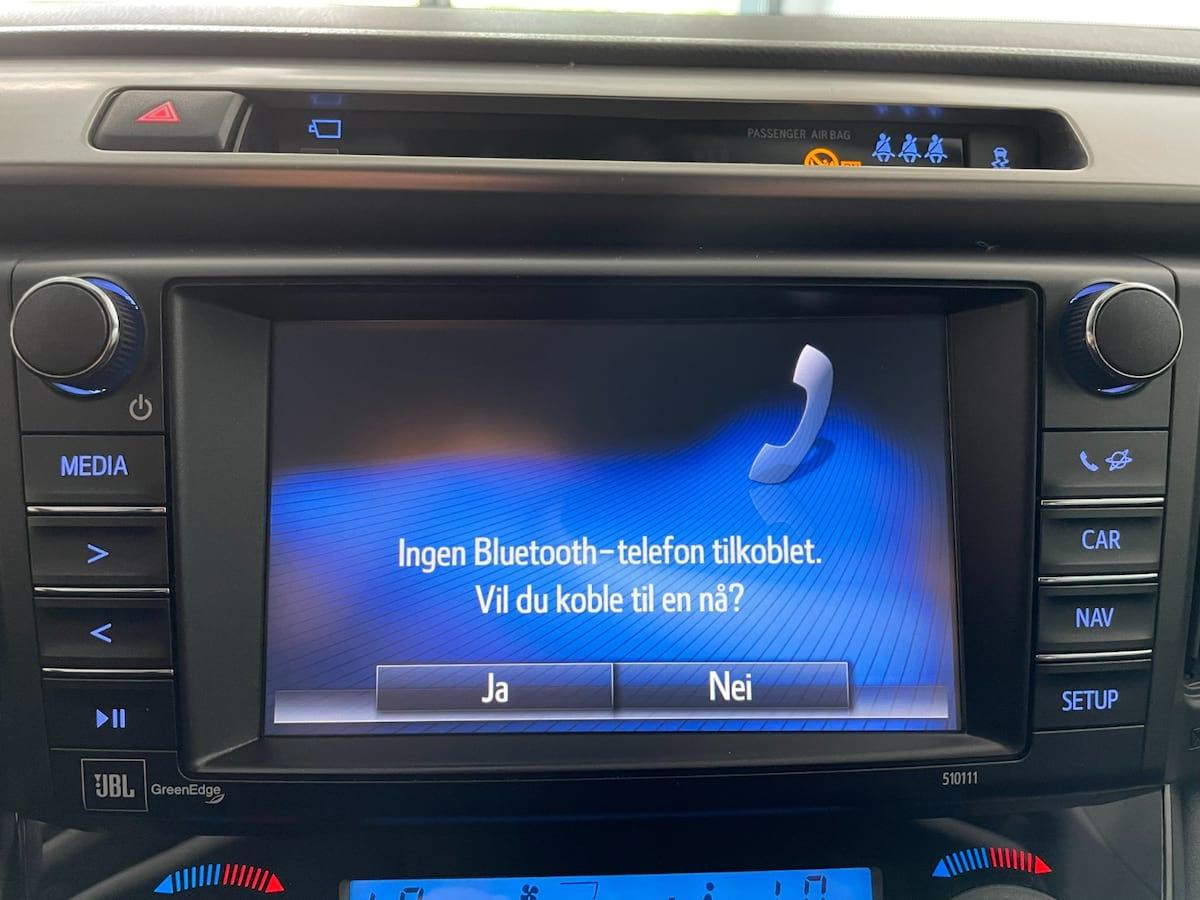 PASSENGER AIR BAG
MEDIA
>
<
CAR
NAV
SETUP
Ingen Bluetooth-telefon tilkoblet.
Vil du koble til en nå?
Ja Nei
JBL GreenEdge
510111